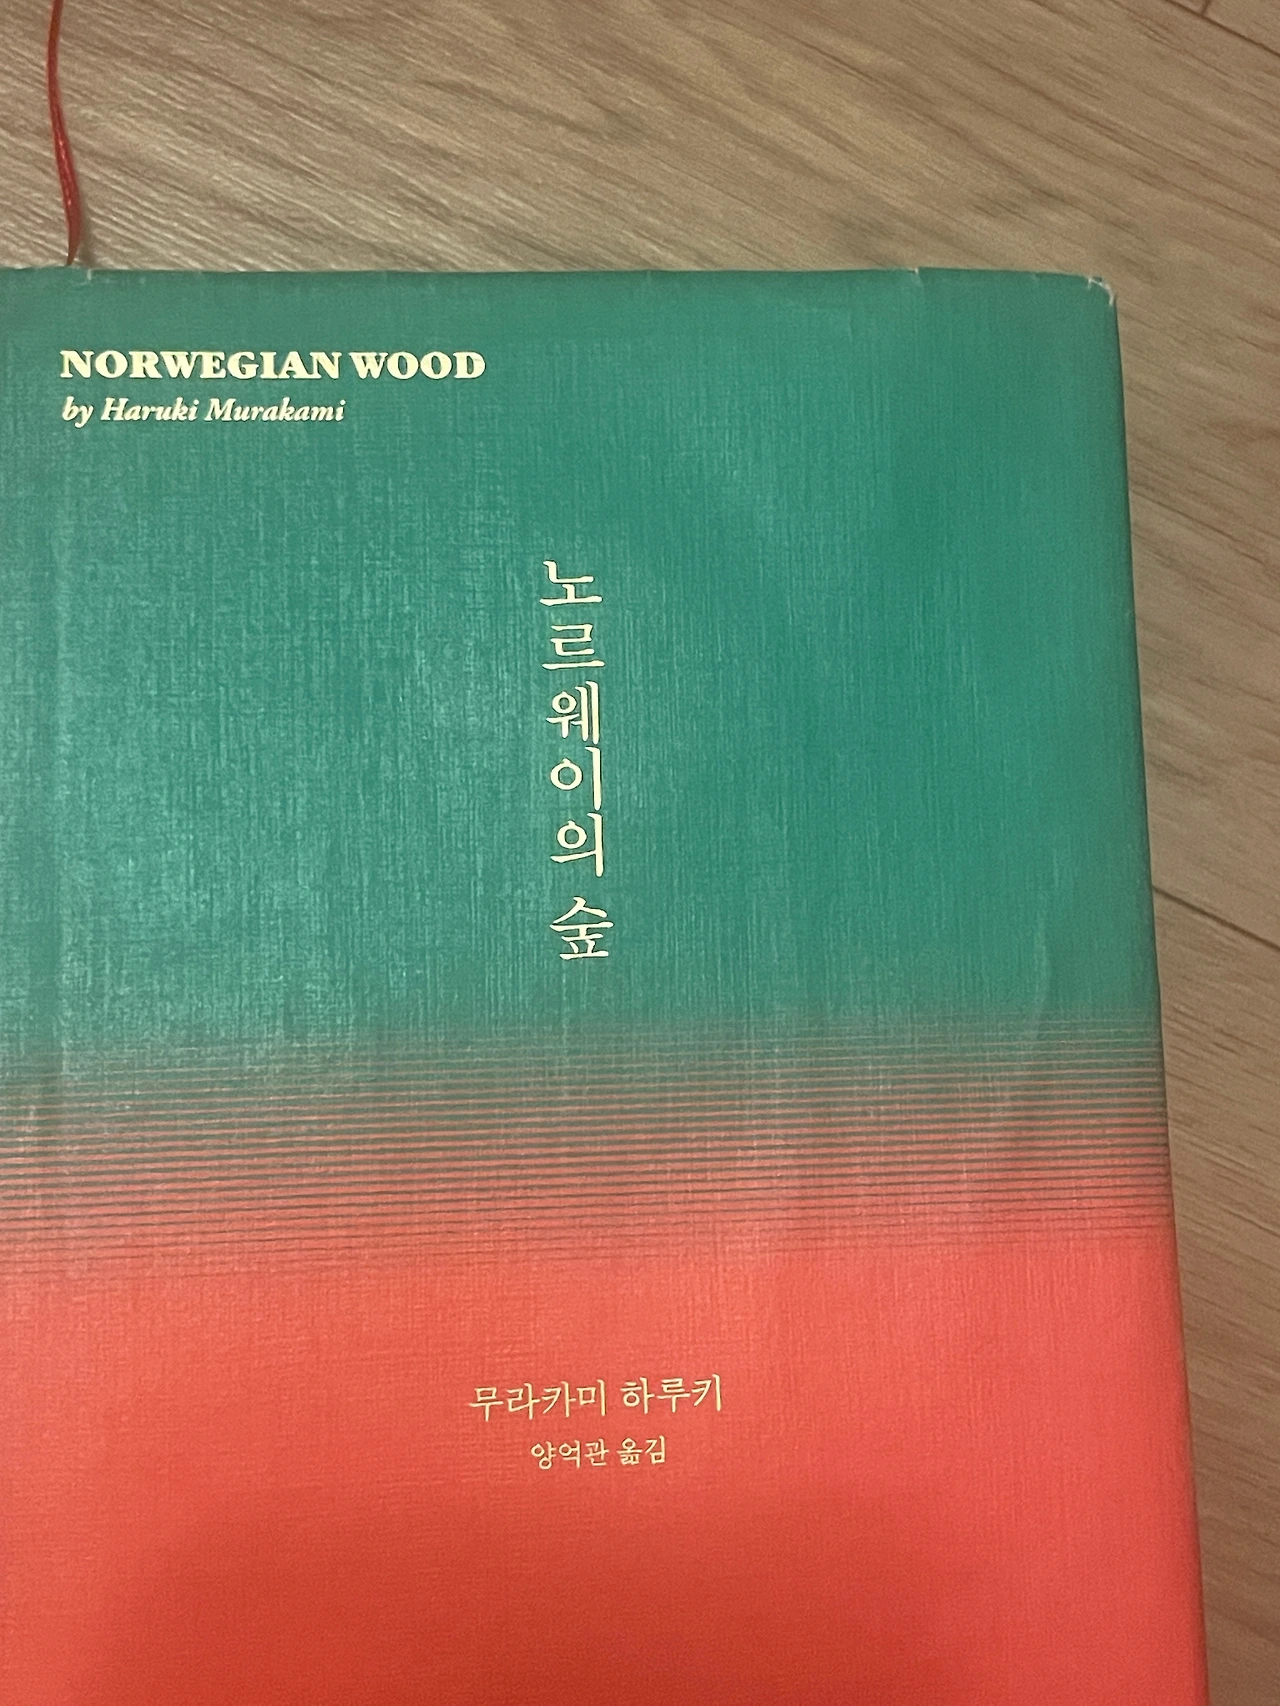 NORWEGIAN WOOD
by Haruki Murakami
노르웨이의 숲
무라카미 하루키
양억관 옮김